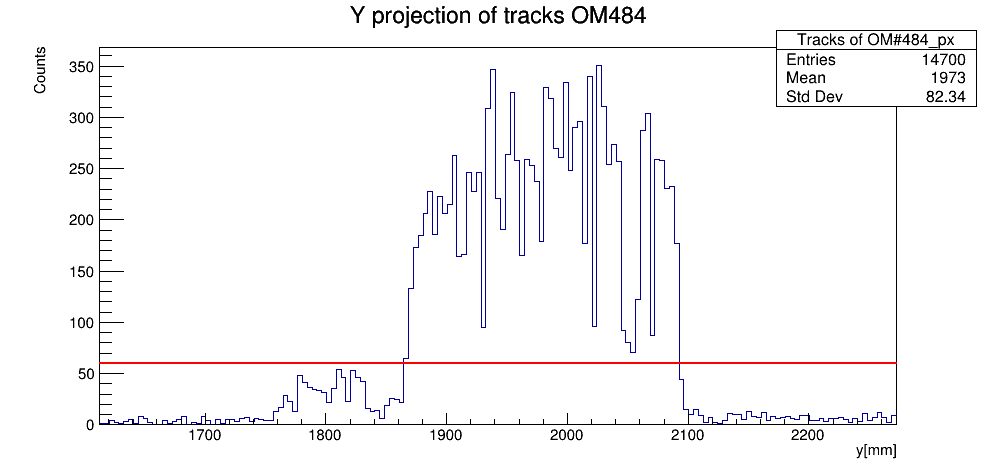 Y projection of tracks OM484
Counts
Tracks of OM#484_px
Entries 14700
Mean 1973
Std Dev 82.34
350
300
250
200
150
100
50
0
1700 1800 1900 2000 2100 2200
y[mm]